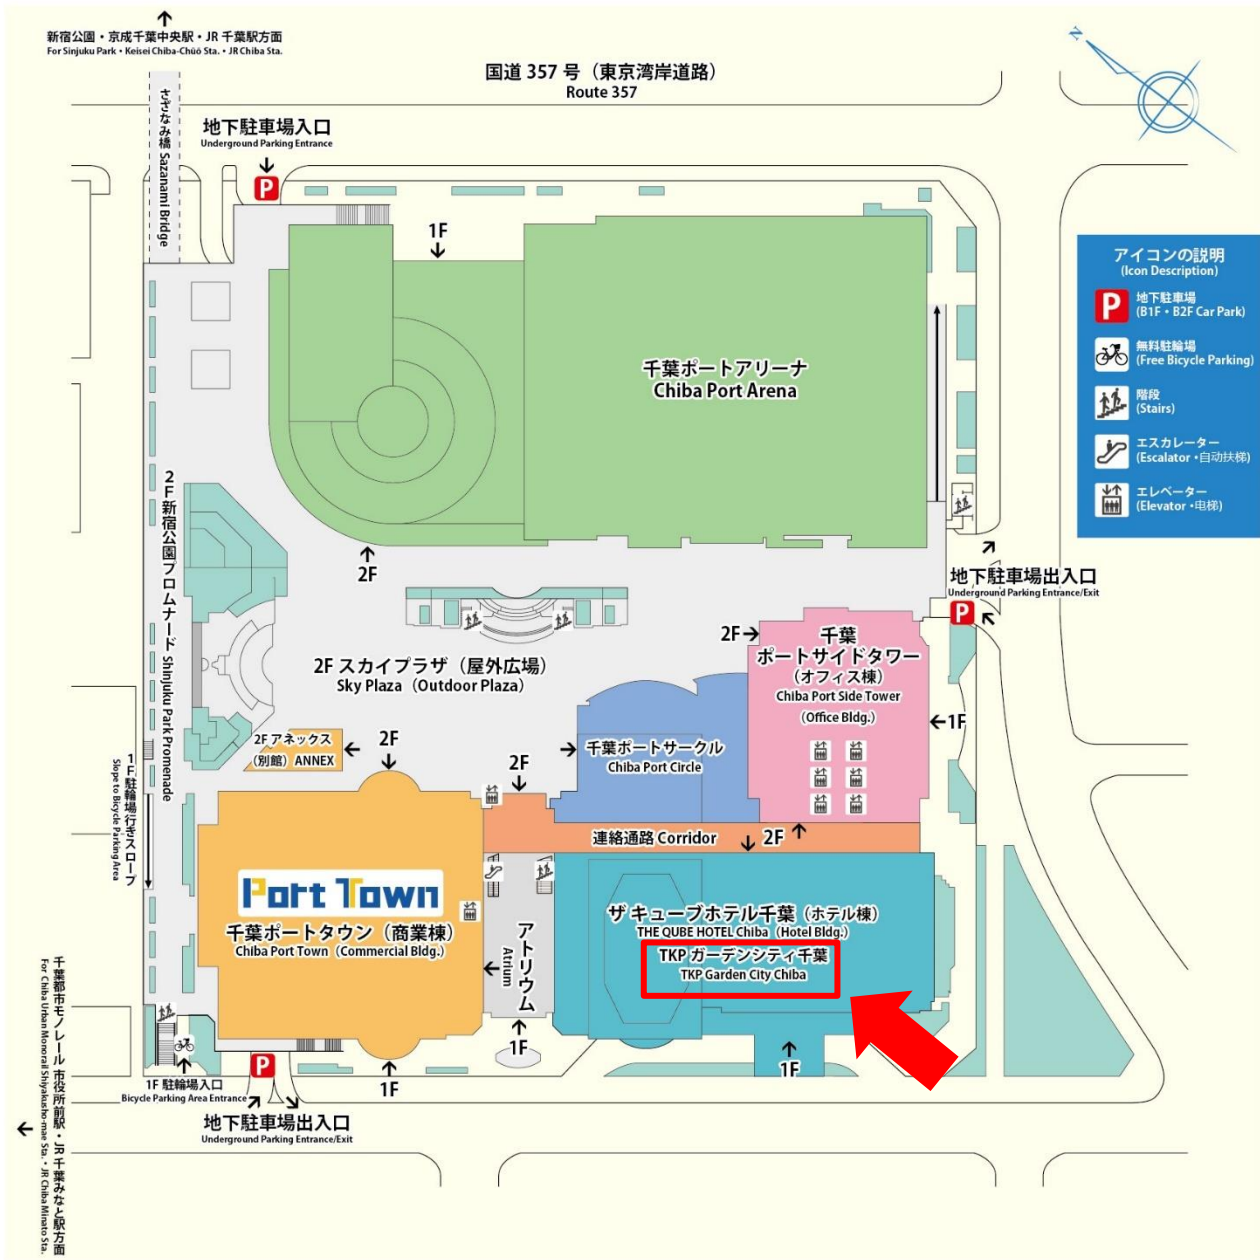 新宿公園・京成千葉中央駅・JR 千葉駅方面
For Sinjuku Park・Keisei Chiba-Chūō Sta.・JR Chiba Sta.
国道 357 号（東京湾岸道路）
Route 357
N
さざなみ橋 Sazanami Bridge
地下駐車場入口
Underground Parking Entrance
P
1F
千葉ポートアリーナ
Chiba Port Arena
アイコンの説明
(Icon Description)
P
地下駐車場
(B1F・B2F Car Park)
無料駐輪場
(Free Bicycle Parking)
階段
(Stairs)
エスカレーター
(Escalator・自动扶梯)
エレベーター
(Elevator・电梯)
2F 新宿公園プロムナード Shinjuku Park Promenade
2F
地下駐車場出入口
Underground Parking Entrance/Exit
P
2F スカイプラザ（屋外広場）
Sky Plaza（Outdoor Plaza）
2F
千葉
ポートサイドタワー
（オフィス棟）
Chiba Port Side Tower
（Office Bldg.）
1F
2F アネックス
（別館）ANNEX
2F
2F
千葉ポートサークル
Chiba Port Circle
1F 駐輪場行きスロープ
Slope to Bicycle Parking Area
連絡通路 Corridor
2F
Port Town
千葉ポートタウン（商業棟）
Chiba Port Town（Commercial Bldg.）
アトリウム
Atrium
ザ キューブホテル千葉（ホテル棟）
THE QUBE HOTEL Chiba（Hotel Bldg.）
TKP ガーデンシティ千葉
TKP Garden City Chiba
1F
1F
1F
P
1F 駐輪場入口
Bicycle Parking Area Entrance
地下駐車場出入口
Underground Parking Entrance/Exit
千葉都市モノレール 市役所前駅・JR 千葉みなと駅方面
For Chiba Urban Monorail Shiyakusho-mae Sta.・JR Chiba Minato Sta.